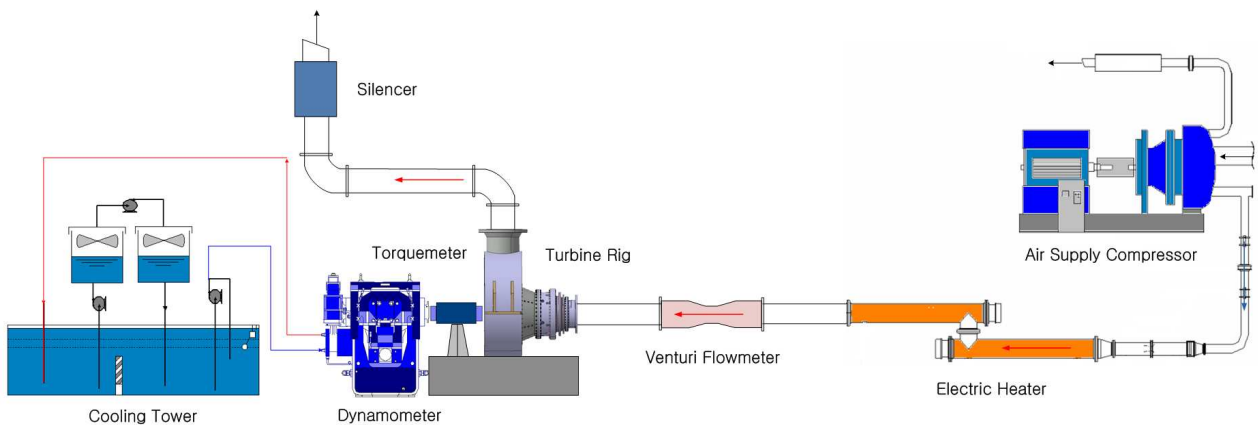 Silencer
Torquemeter
Turbine Rig
Air Supply Compressor
Venturi Flowmeter
Electric Heater
Cooling Tower
Dynamometer